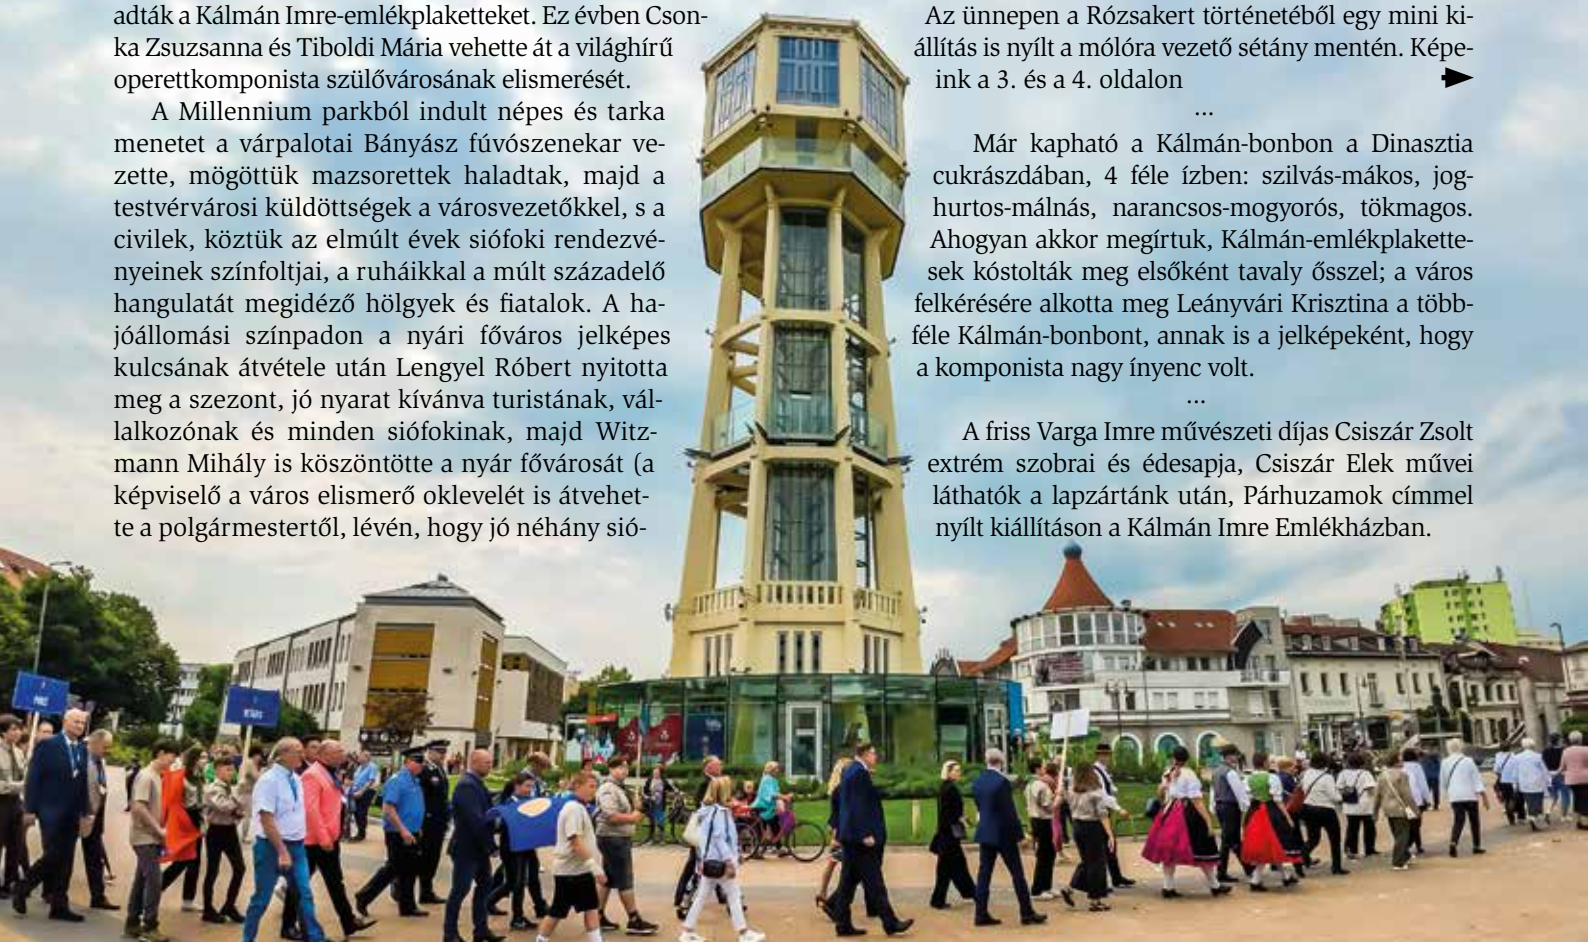 adták a Kálmán Imre-emlékplaketteket. Ez évben Cson-
ka Zsuzsanna és Tiboldi Mária vehette át a világhírű
operettkomponista szülővárosának elismerését.
A Millennium parkból indult népes és tarka
menetet a várpalotai Bányász fúvószenekar ve-
zette, mögöttük mazsorettek haladtak, majd a
testvérvárosi küldöttségek a városvezetőkkel, s a
civilek, köztük az elmúlt évek siófoki rendezvé-
nyeinek színfoltjai, a ruháikkal a múlt századelő
hangulatát megidéző hölgyek és fiatalok. A ha-
jóállomási színpadon a nyári főváros jelképes
kulcsának átvétele után Lengyel Róbert nyitotta
meg a szezont, jó nyarat kívánva turistának, vál-
lalkozónak és minden siófokinak, majd Witz-
mann Mihály is köszöntötte a nyár fővárosát (a
képviselő a város elismerő oklevelét is átvehet-
te a polgármestertől, lévén, hogy jó néhány sió-
Az ünnepen a Rózsakert történetéből egy mini ki-
állítás is nyílt a mólóra vezető sétány mentén. Képe-
ink a 3. és a 4. oldalon
...
Már kapható a Kálmán-bonbon a Dinasztia
cukrászdában, 4 féle ízben: szilvás-mákos, jog-
hurtos-málnás, narancsos-mogyorós, tökmagos.
Ahogyan akkor megírtuk, Kálmán-emlékplakette-
sek kóstolták meg elsőként tavaly ősszel; a város
felkérésére alkotta meg Leányvári Krisztina a több-
féle Kálmán-bonbont, annak is a jelképeként, hogy
a komponista nagy ínyenc volt.
...
A friss Varga Imre művészeti díjas Csiszár Zsolt
extrém szobrai és édesapja, Csiszár Elek művei
láthatók a lapzártánk után, Párhuzamok címmel
nyílt kiállításon a Kálmán Imre Emlékházban.